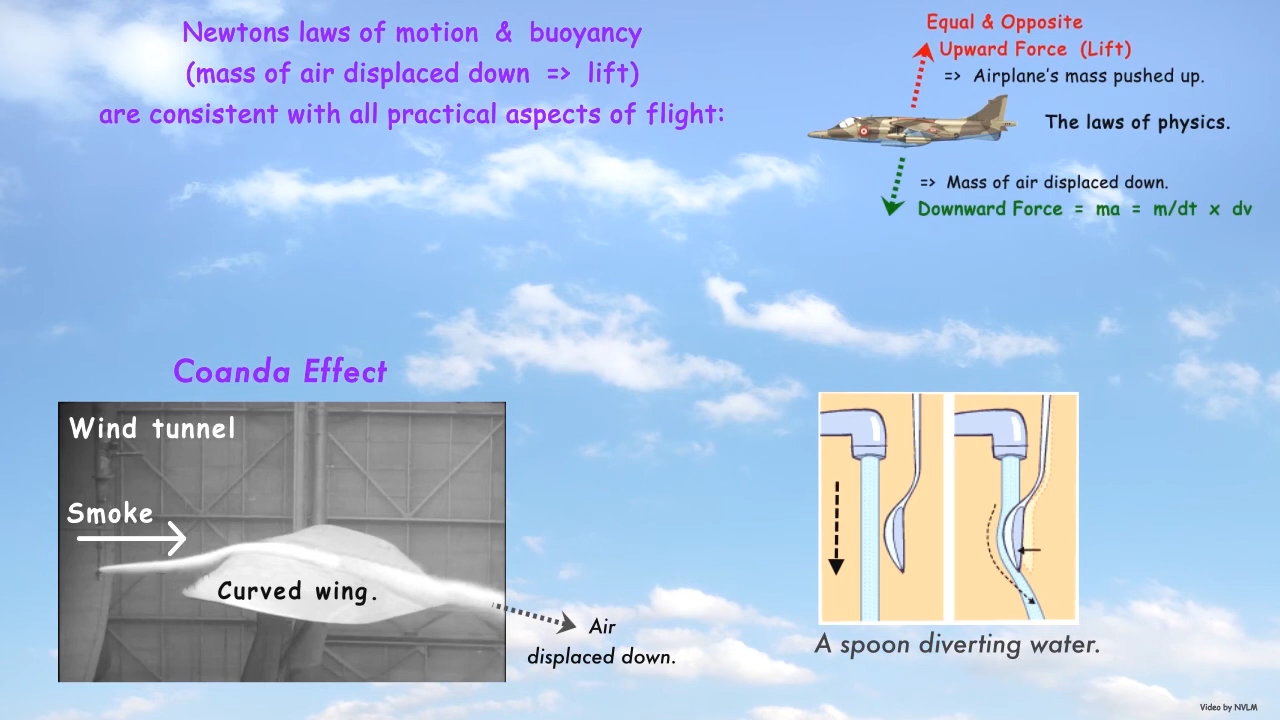 Newtons laws of motion & buoyancy
(mass of air displaced down => lift)
are consistent with all practical aspects of flight:
Equal & Opposite
Upward Force (Lift)
=> Airplane's mass pushed up.
The laws of physics.
=> Mass of air displaced down.
Downward Force = ma = m/dt x dv
Coanda Effect
Wind tunnel
Smoke
Curved wing.
Air
displaced down.
A spoon diverting water.
Video by NVLM